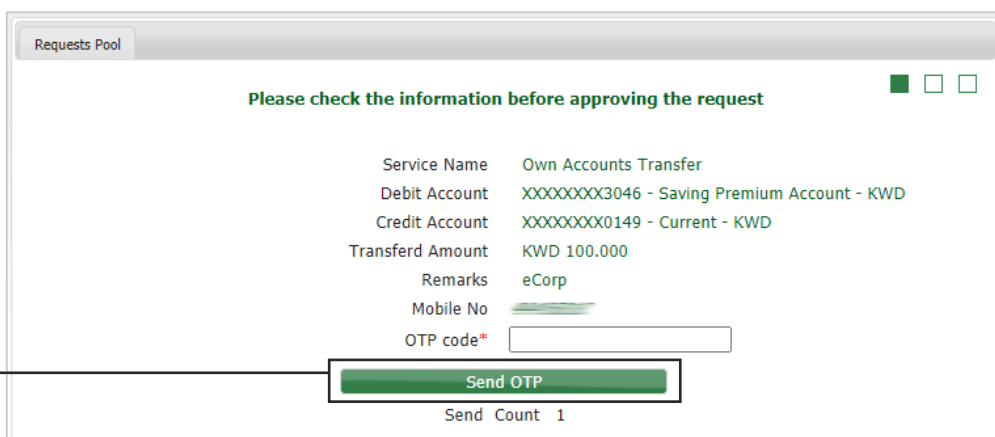 Requests Pool
Please check the information before approving the request
Service Name Own Accounts Transfer
Debit Account XXXXXXXX3046 - Saving Premium Account - KWD
Credit Account XXXXXXXX0149 - Current - KWD
Transferd Amount KWD 100.000
Remarks eCorp
Mobile No
OTP code*
Send OTP
Send Count 1